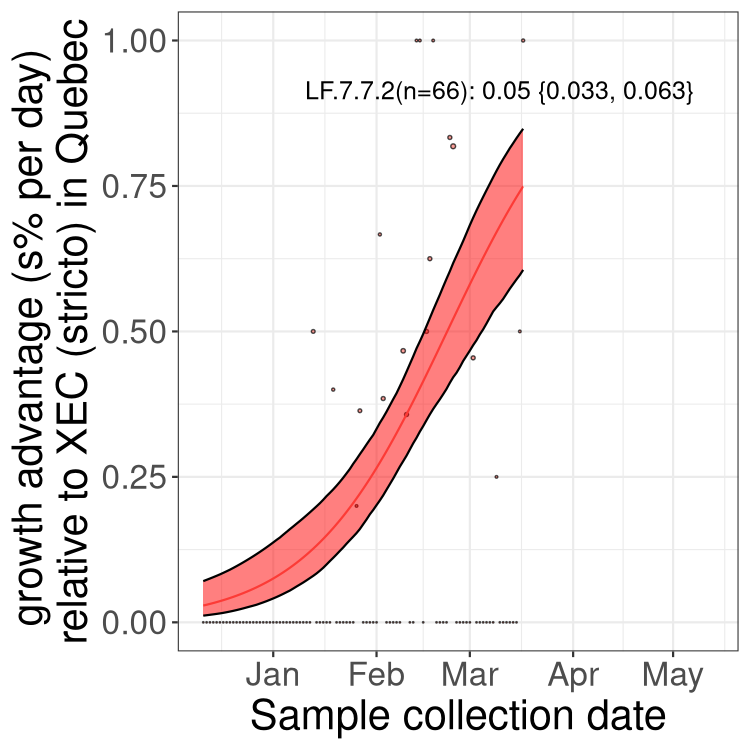 growth advantage (s% per day)
relative to XEC (stricto) in Quebec
1.00
0.75
0.50
0.25
0.00
LF.7.7.2(n=66): 0.05 {0.033, 0.063}
Jan Feb Mar Apr May
Sample collection date